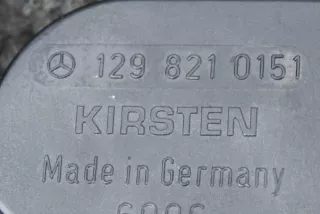 129 821 0151
KIRSTEN
Made in Germany